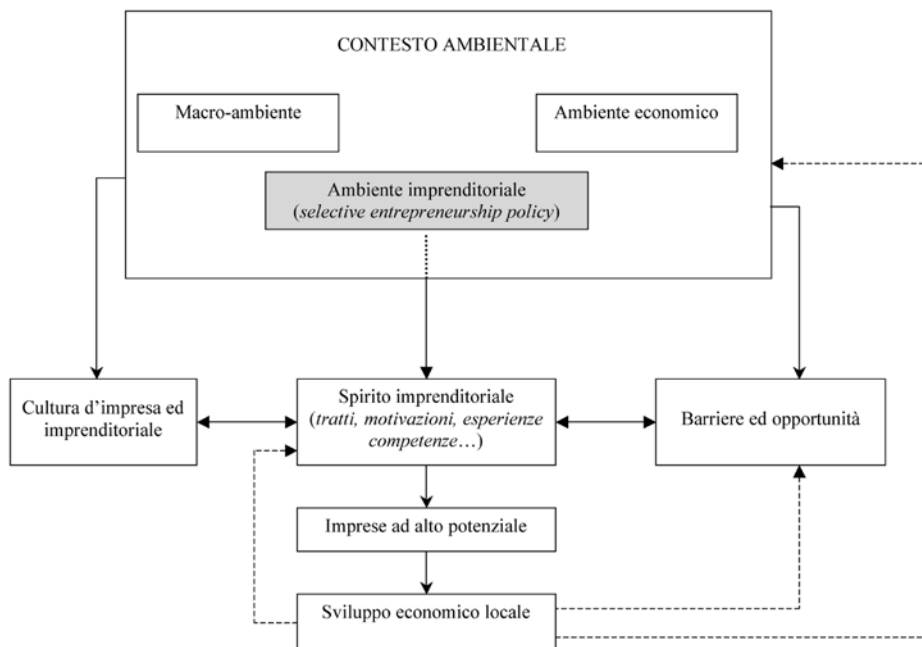 CONTESTO AMBIENTALE
Macro-ambiente
Ambiente economico
Ambiente imprenditoriale
(selective entrepreneurship policy)
Cultura d'impresa ed
imprenditoriale
Spirito imprenditoriale
(tratti, motivazioni, esperienze
competenze…)
Barriere ed opportunità
Imprese ad alto potenziale
Sviluppo economico locale